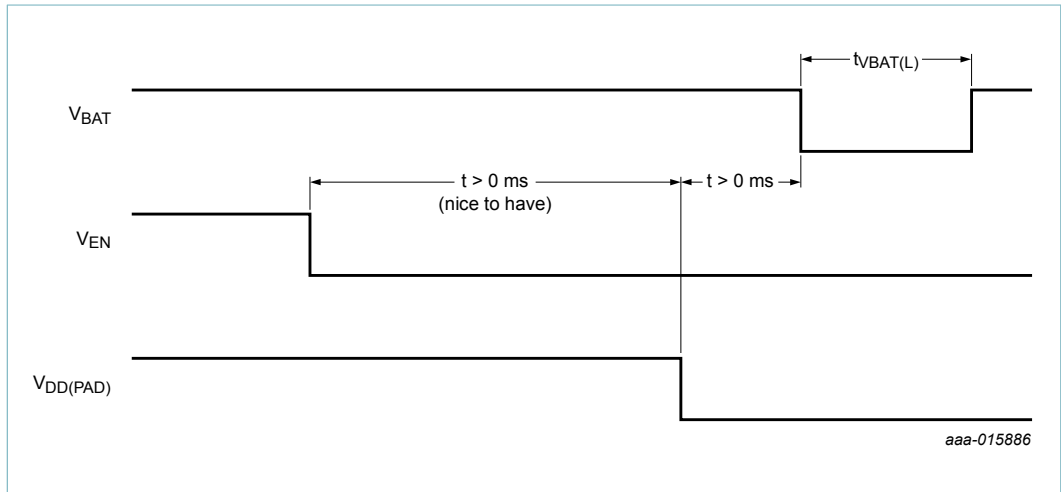 tVBAT(L)
VBAT
t > 0 ms
(nice to have)
t > 0 ms
VEN
VDD(PAD)
aaa-015886